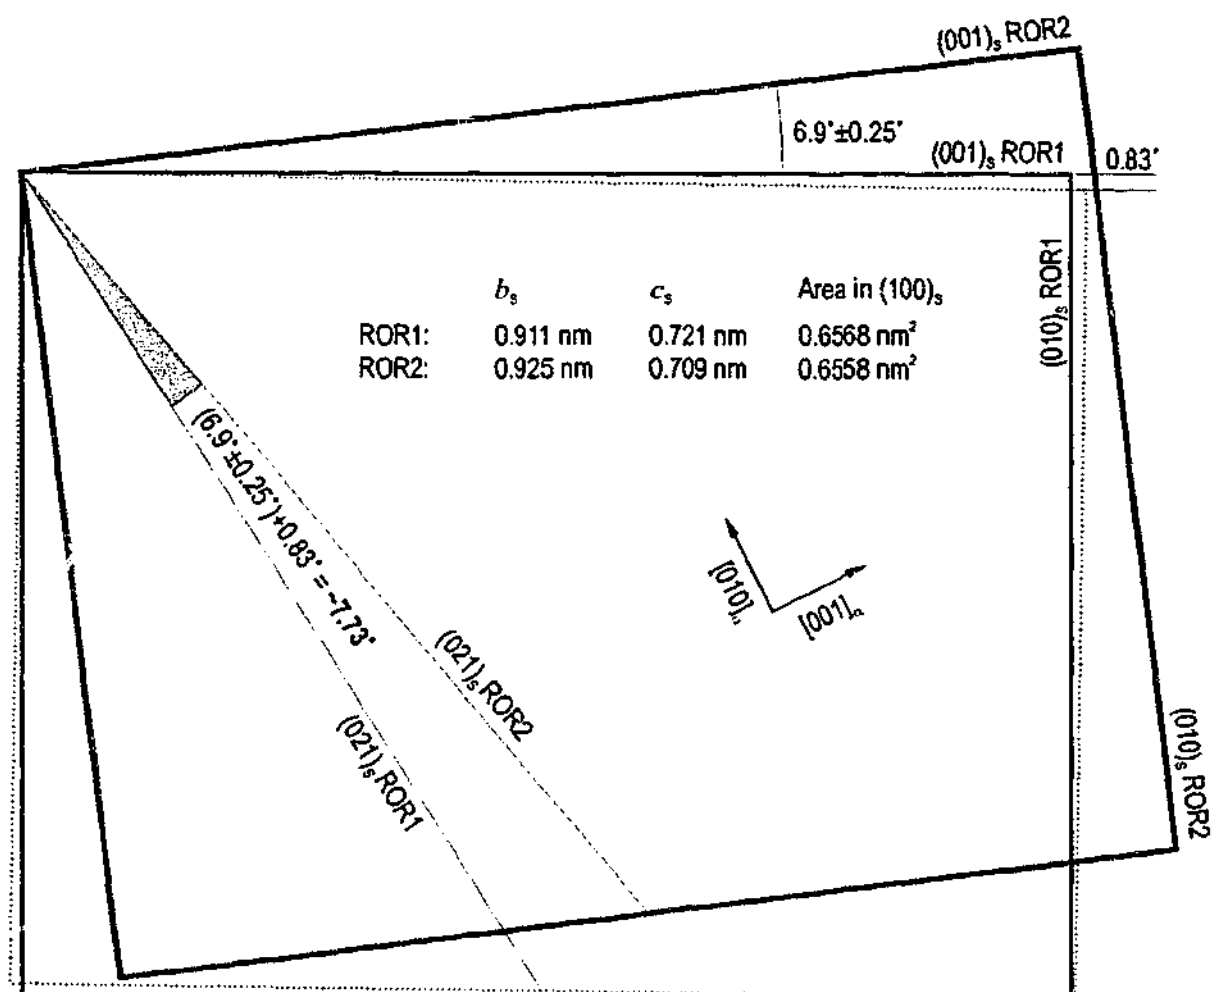 (001)s ROR2
6.9°±0.25°
(001)s ROR1
0.83°
(010)s ROR1
bs cs Area in (100)s
ROR1: 0.911 nm 0.721 nm 0.6568 nm²
ROR2: 0.925 nm 0.709 nm 0.6558 nm²
(6.9°±0.25°)+0.83° = ~7.73°
[010]α
[001]α
(021)s ROR2
(021)s ROR1
(010)s ROR2